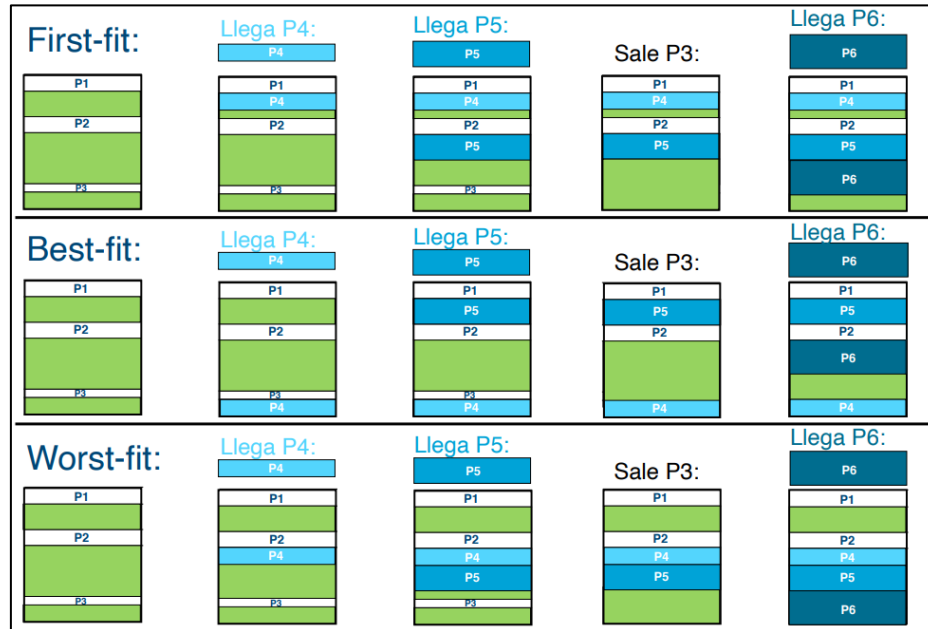 First-fit:
Llega P4:
P4
Llega P5:
P5
Sale P3:
Llega P6:
P6
P1
P2
P3
P1
P4
P2
P3
P1
P4
P2
P5
P3
P1
P4
P2
P5
P1
P4
P2
P5
P6
Best-fit:
Llega P4:
P4
Llega P5:
P5
Sale P3:
Llega P6:
P6
P1
P2
P3
P1
P2
P3
P4
P1
P5
P2
P3
P4
P1
P5
P2
P4
P1
P5
P2
P6
P4
Worst-fit:
Llega P4:
P4
Llega P5:
P5
Sale P3:
Llega P6:
P6
P1
P2
P3
P1
P2
P4
P3
P1
P2
P4
P5
P3
P1
P2
P4
P5
P1
P2
P4
P5
P6